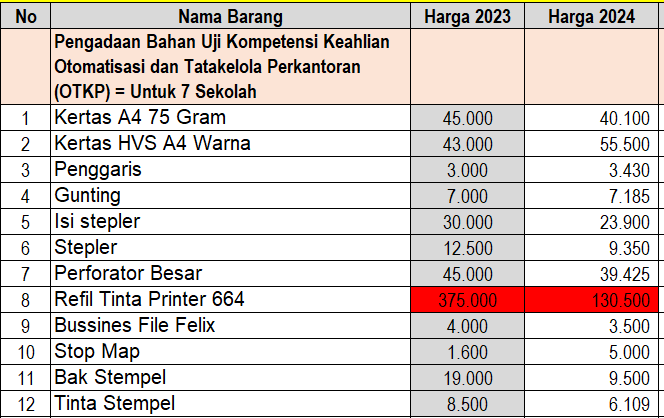 No Nama Barang Harga 2023 Harga 2024
Pengadaan Bahan Uji Kompetensi Keahlian
Otomatisasi dan Tatakelola Perkantoran
(OTKP) = Untuk 7 Sekolah
1 Kertas A4 75 Gram 45.000 40.100
2 Kertas HVS A4 Warna 43.000 55.500
3 Penggaris 3.000 3.430
4 Gunting 7.000 7.185
5 Isi stepler 30.000 23.900
6 Stepler 12.500 9.350
7 Perforator Besar 45.000 39.425
8 Refil Tinta Printer 664 375.000 130.500
9 Bussines File Felix 4.000 3.500
10 Stop Map 1.600 5.000
11 Bak Stempel 19.000 9.500
12 Tinta Stempel 8.500 6.109